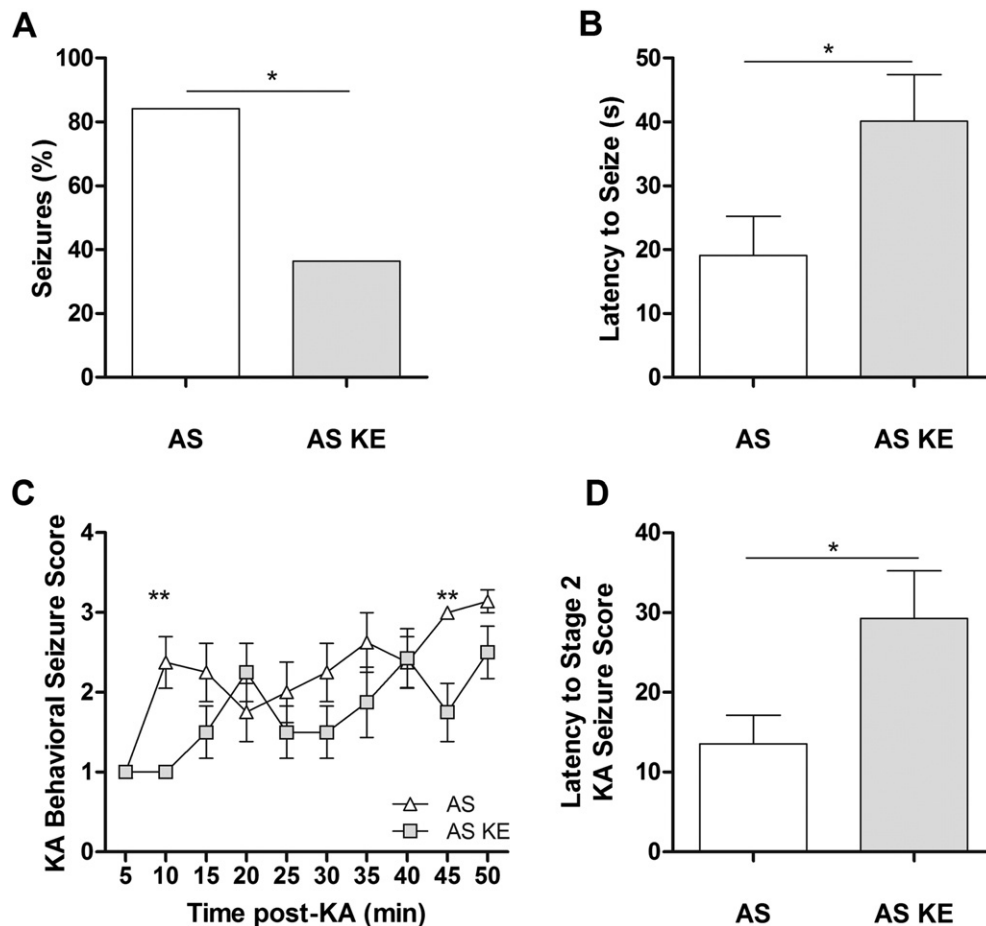 A
100
80
60
40
20
0
Seizures (%)
*
AS
AS KE
B
50
40
30
20
10
0
Latency to Seize (s)
*
AS
AS KE
C
4
3
2
1
0
KA Behavioral Seizure Score
**
**
AS
AS KE
5 10 15 20 25 30 35 40 45 50
Time post-KA (min)
D
40
30
20
10
0
Latency to Stage 2
KA Seizure Score
*
AS
AS KE